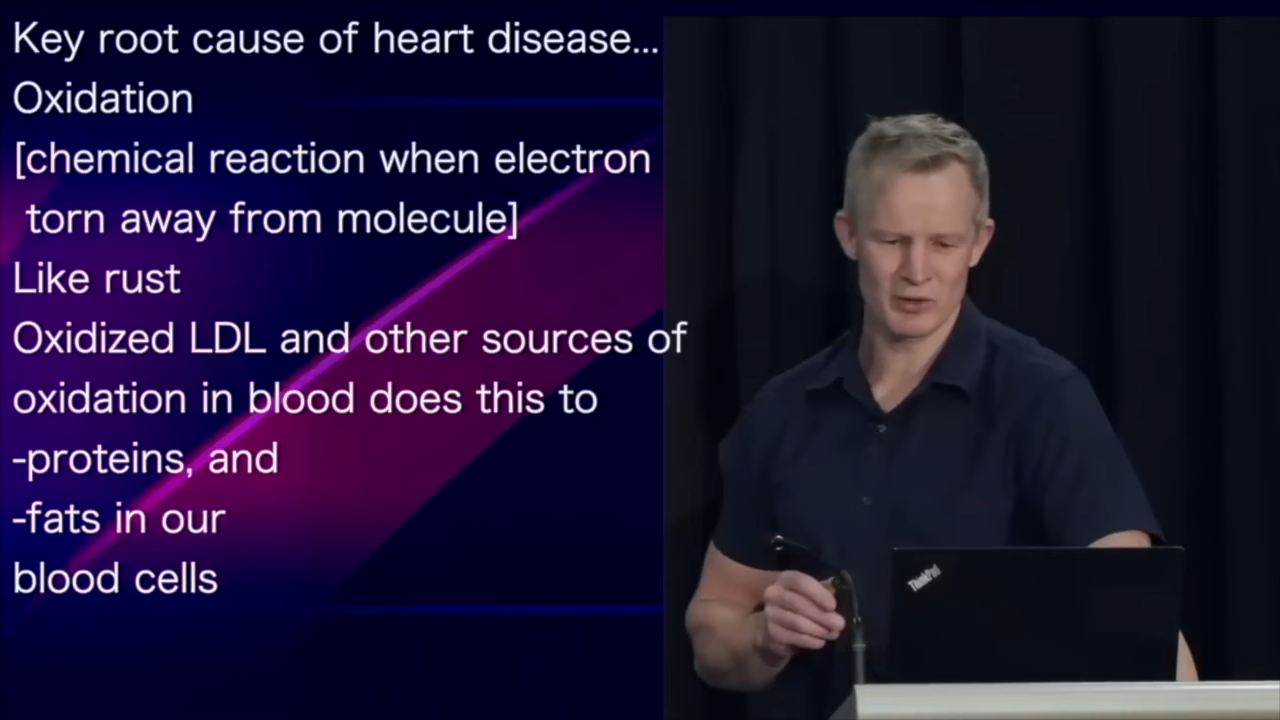 Key root cause of heart disease...
Oxidation
[chemical reaction when electron
torn away from molecule]
Like rust
Oxidized LDL and other sources of
oxidation in blood does this to
-proteins, and
-fats in our
blood cells
ThinkPad